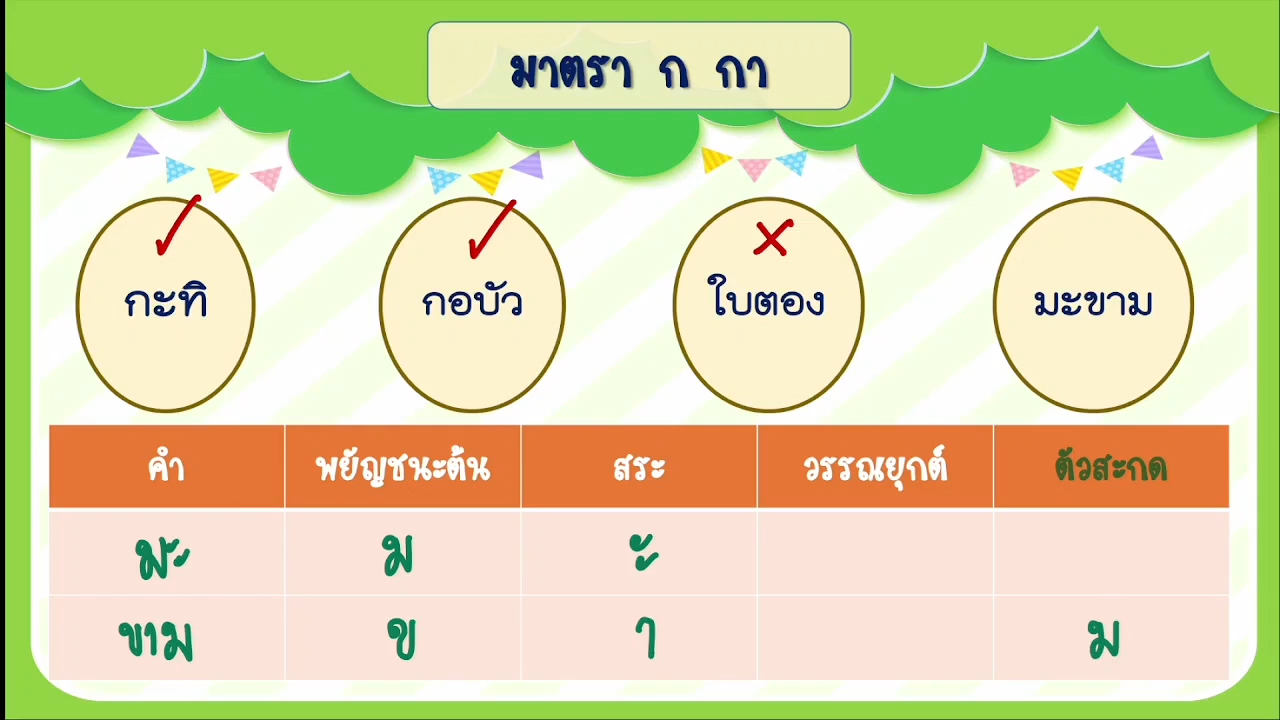 มาตรา ก กา
กะทิ กอบัว ใบตอง มะขาม
คำ พยัญชนะต้น สระ วรรณยุกต์ ตัวสะกด
มะ ม ะ
ขาม ข า ม